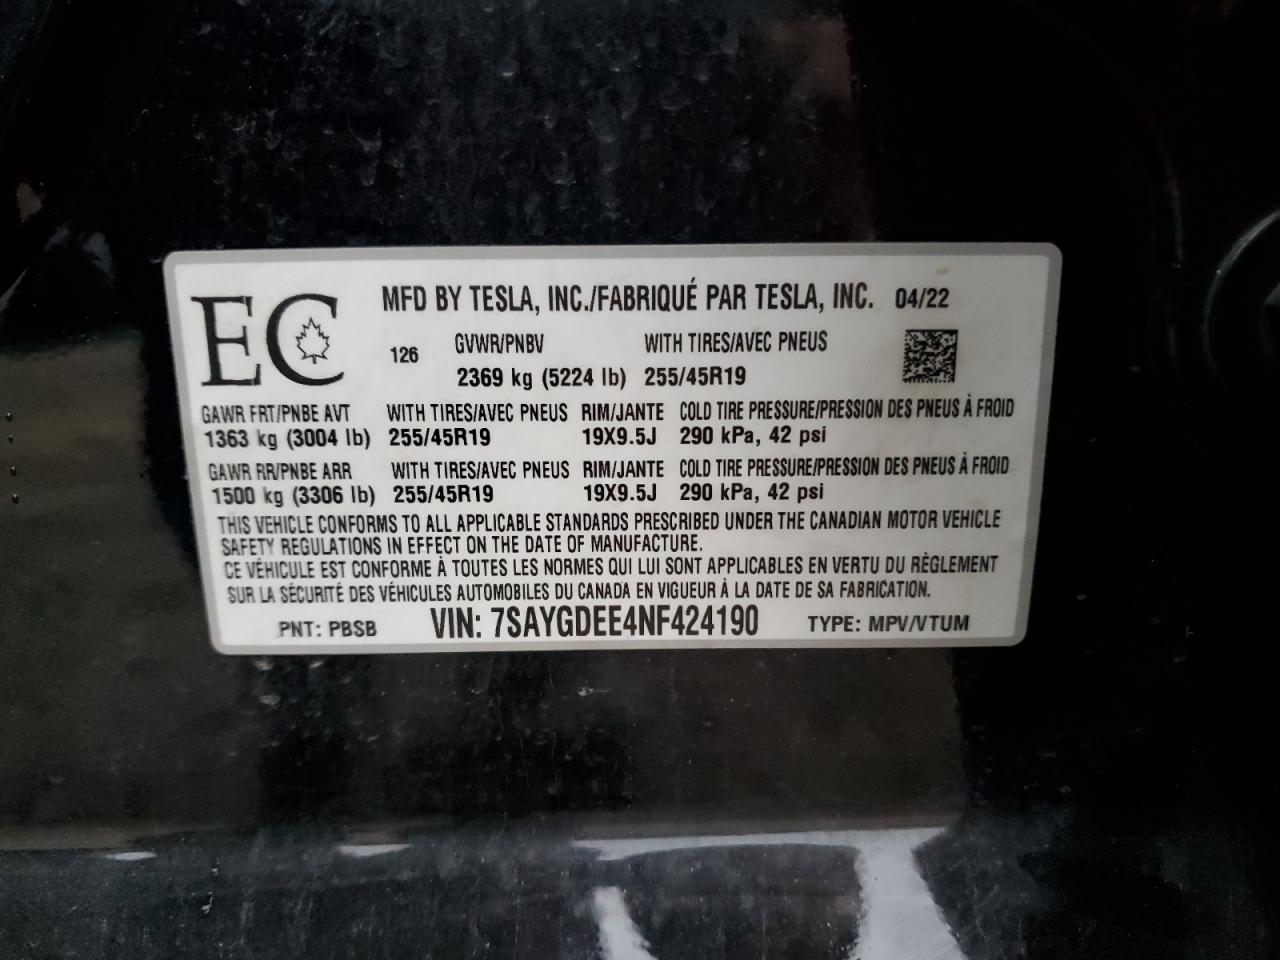 EC MFD BY TESLA, INC./FABRIQUÉ PAR TESLA, INC. 04/22
126 GVWR/PNBV WITH TIRES/AVEC PNEUS
2369 kg (5224 lb) 255/45R19
GAWR FRT/PNBE AVT WITH TIRES/AVEC PNEUS RIM/JANTE COLD TIRE PRESSURE/PRESSION DES PNEUS À FROID
1363 kg (3004 lb) 255/45R19 19X9.5J 290 kPa, 42 psi
GAWR RR/PNBE ARR WITH TIRES/AVEC PNEUS RIM/JANTE COLD TIRE PRESSURE/PRESSION DES PNEUS À FROID
1500 kg (3306 lb) 255/45R19 19X9.5J 290 kPa, 42 psi
THIS VEHICLE CONFORMS TO ALL APPLICABLE STANDARDS PRESCRIBED UNDER THE CANADIAN MOTOR VEHICLE
SAFETY REGULATIONS IN EFFECT ON THE DATE OF MANUFACTURE.
CE VÉHICULE EST CONFORME À TOUTES LES NORMES QUI LUI SONT APPLICABLES EN VERTU DU RÈGLEMENT
SUR LA SÉCURITÉ DES VÉHICULES AUTOMOBILES DU CANADA EN VIGUEUR À LA DATE DE SA FABRICATION.
PNT: PBSB VIN: 7SAYGDEE4NF424190 TYPE: MPV/VTUM